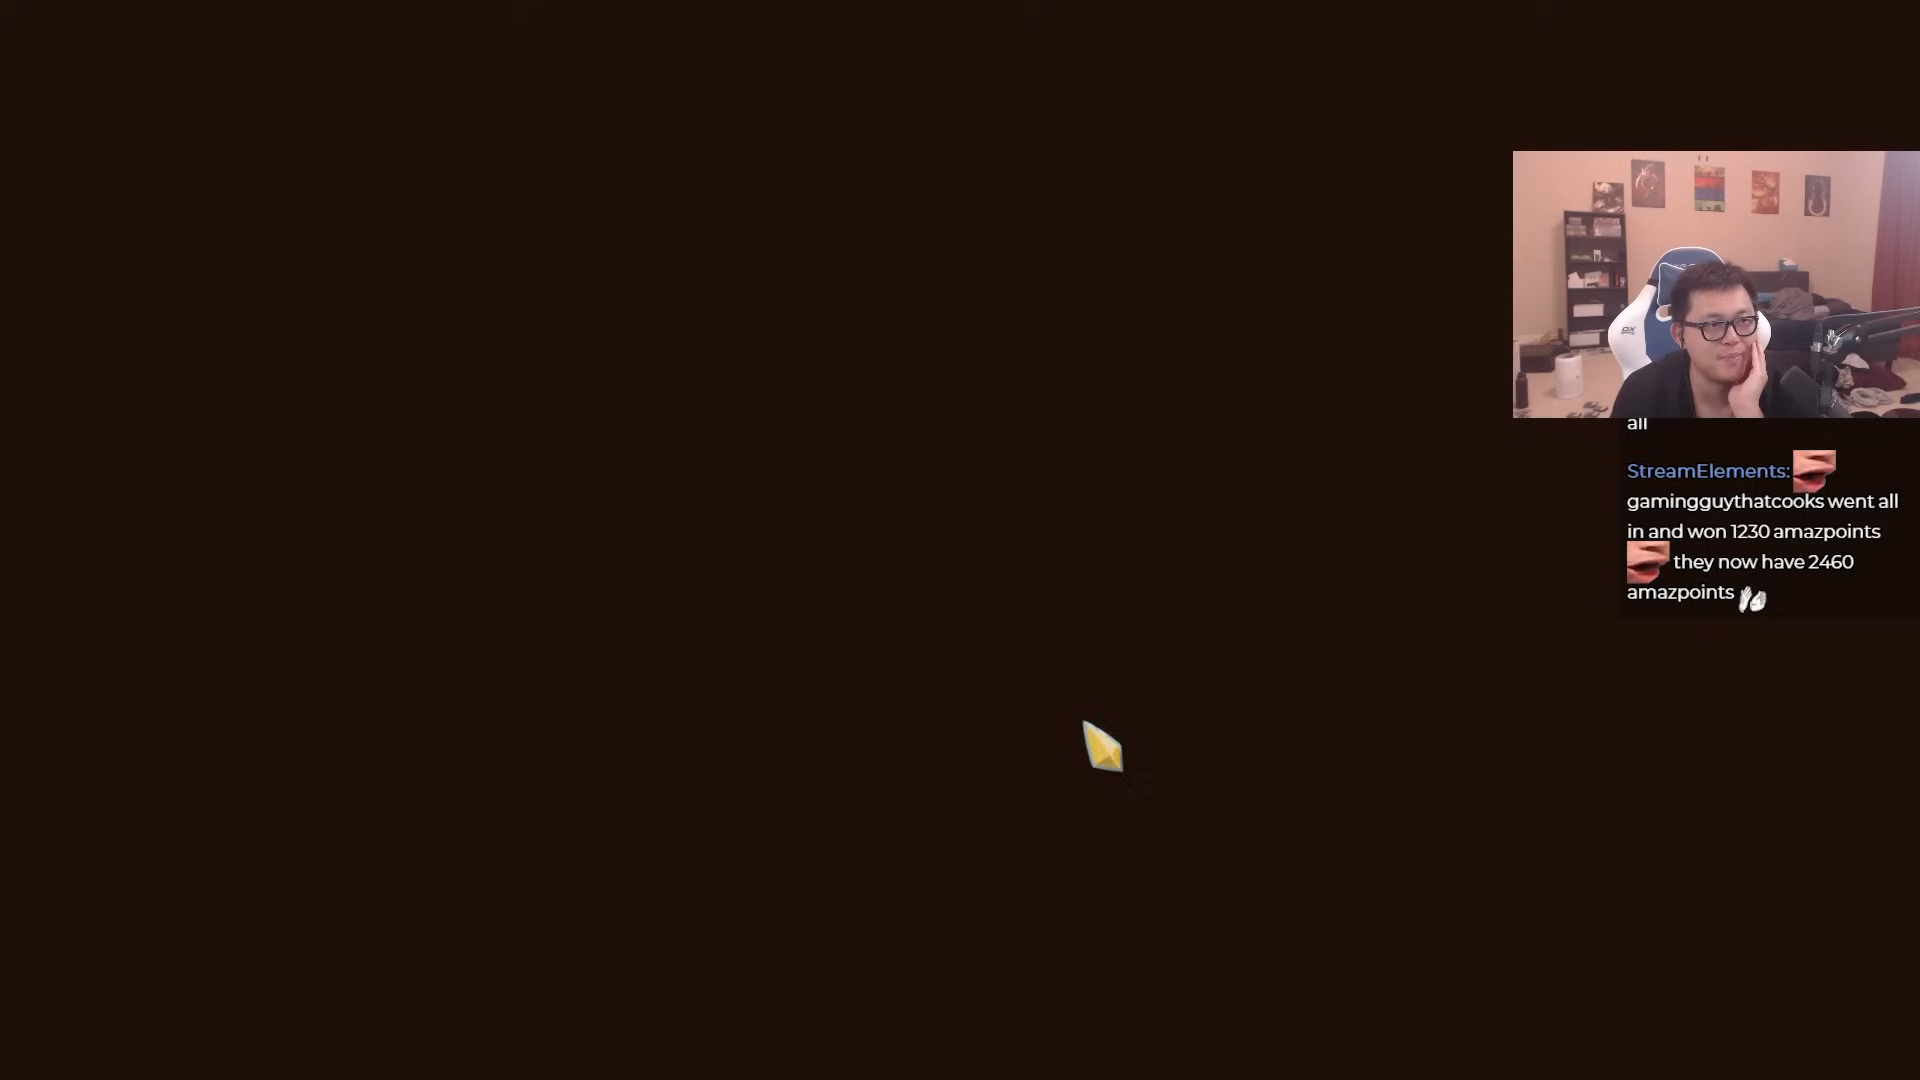 all
StreamElements:
gamingguythatcooks went all
in and won 1230 amazpoints
they now have 2460
amazpoints